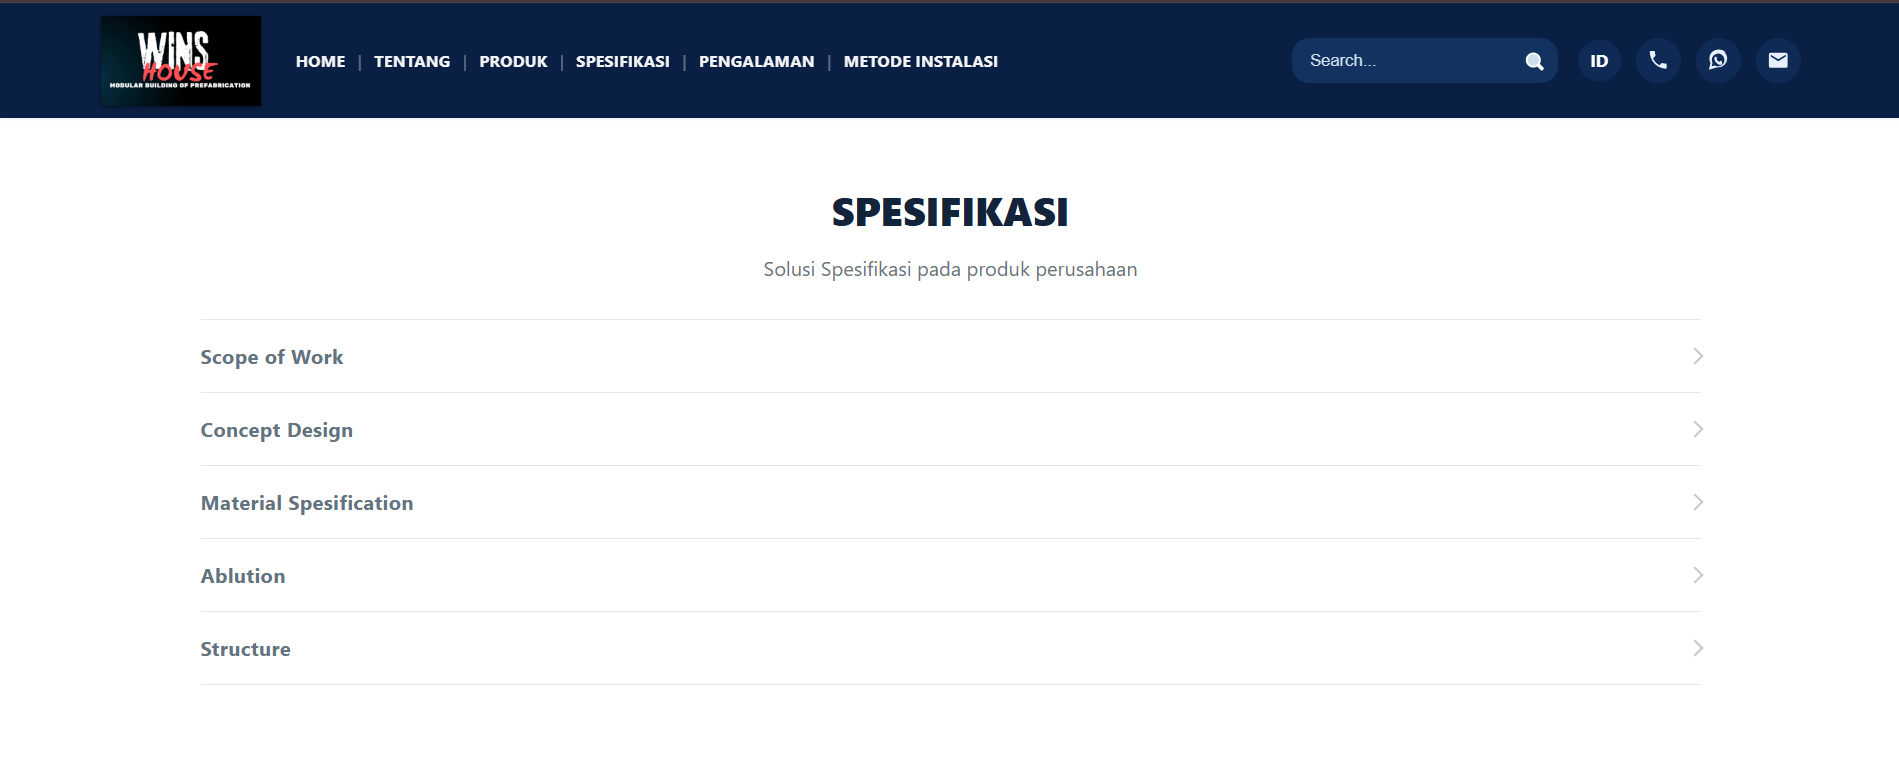 WINS
HOUSE
MODULAR BUILDING OF PREFABRICATION
HOME | TENTANG | PRODUK | SPESIFIKASI | PENGALAMAN | METODE INSTALASI
Search...
ID
SPESIFIKASI
Solusi Spesifikasi pada produk perusahaan
Scope of Work
Concept Design
Material Spesification
Ablution
Structure